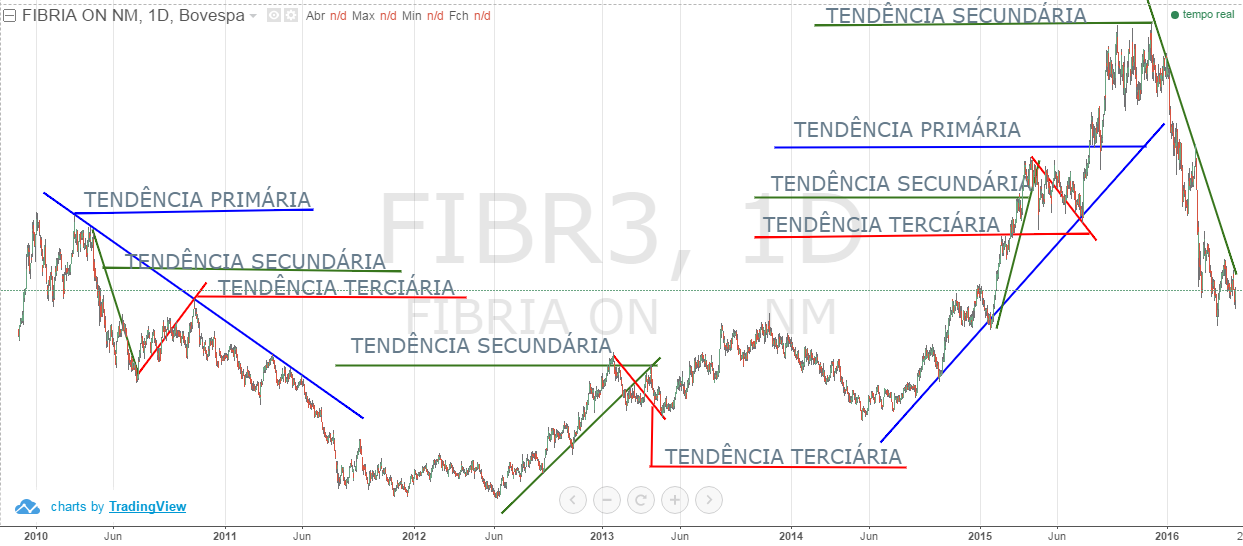 FIBRIA ON NM, 1D, Bovespa Abr n/d Max n/d Min n/d Fch n/d
TENDÊNCIA SECUNDÁRIA
tempo real
TENDÊNCIA PRIMÁRIA
TENDÊNCIA SECUNDÁRIA
TENDÊNCIA PRIMÁRIA
FIBR3, 1D
TENDÊNCIA TERCIÁRIA
TENDÊNCIA SECUNDÁRIA
TENDÊNCIA TERCIÁRIA
FIBRIA ON NM
TENDÊNCIA SECUNDÁRIA
TENDÊNCIA TERCIÁRIA
charts by TradingView
2010 Jun 2011 Jun 2012 Jun 2013 Jun 2014 Jun 2015 Jun 2016 2